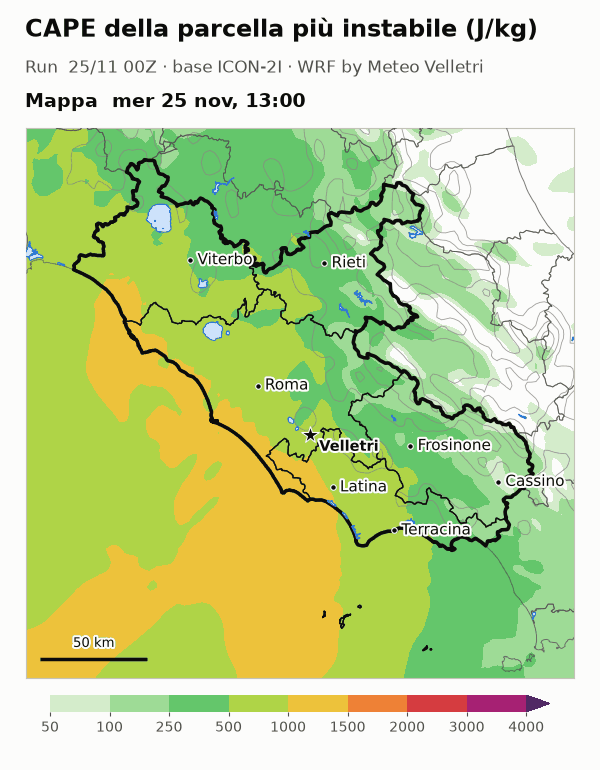 CAPE della parcella più instabile (J/kg)
Run 25/11 00Z · base ICON-2I · WRF by Meteo Velletri
Mappa mer 25 nov, 13:00
Viterbo
Rieti
Roma
Velletri
Frosinone
Cassino
Latina
Terracina
50 km
50 100 250 500 1000 1500 2000 3000 4000